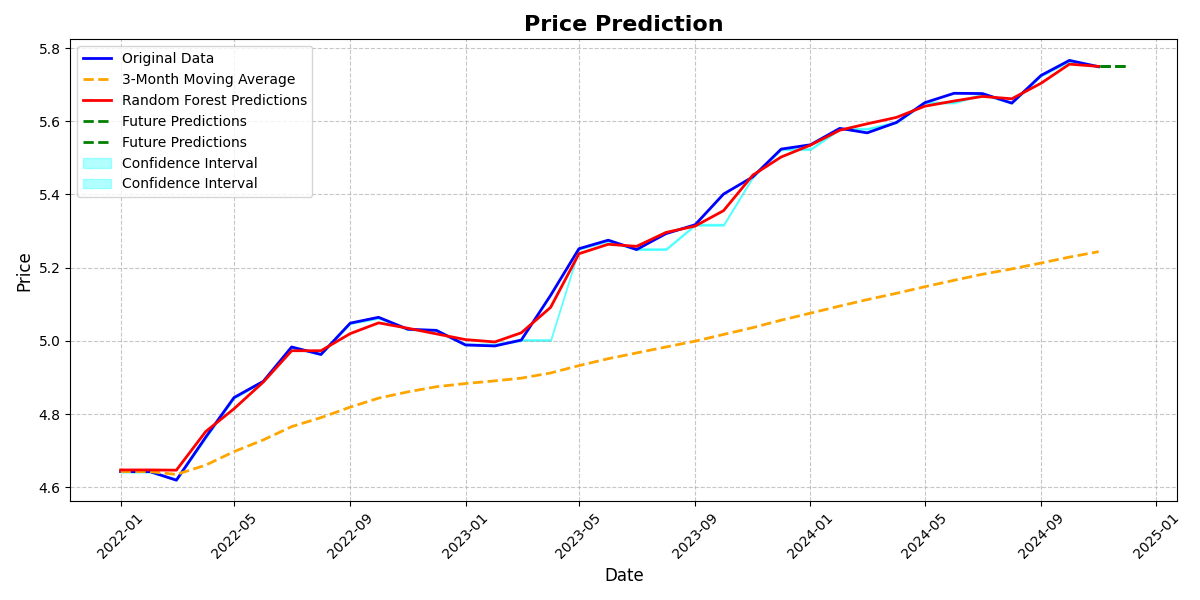 Price Prediction
Original Data
3-Month Moving Average
Random Forest Predictions
Future Predictions
Future Predictions
Confidence Interval
Confidence Interval
Price
5.8
5.6
5.4
5.2
5.0
4.8
4.6
2022-01
2022-05
2022-09
2023-01
2023-05
2023-09
2024-01
2024-05
2024-09
2025-01
Date